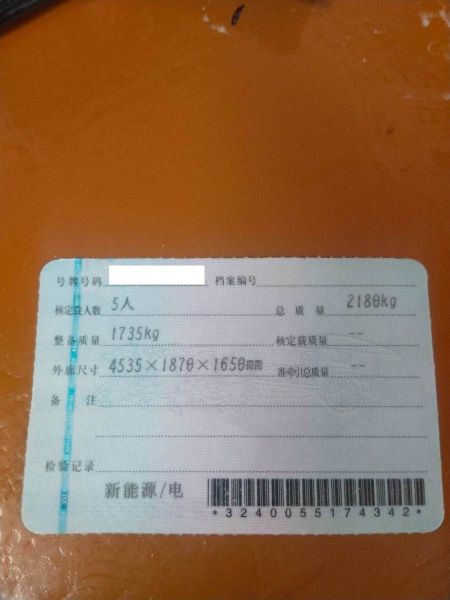 号牌号码 档案编号
核定载人数 5人 总质量 2180kg
整备质量 1735kg 核定载质量 --
外廓尺寸 4535×1870×1650mm 准牵引总质量 --
备注
检验记录
新能源/电
*3240055174342*